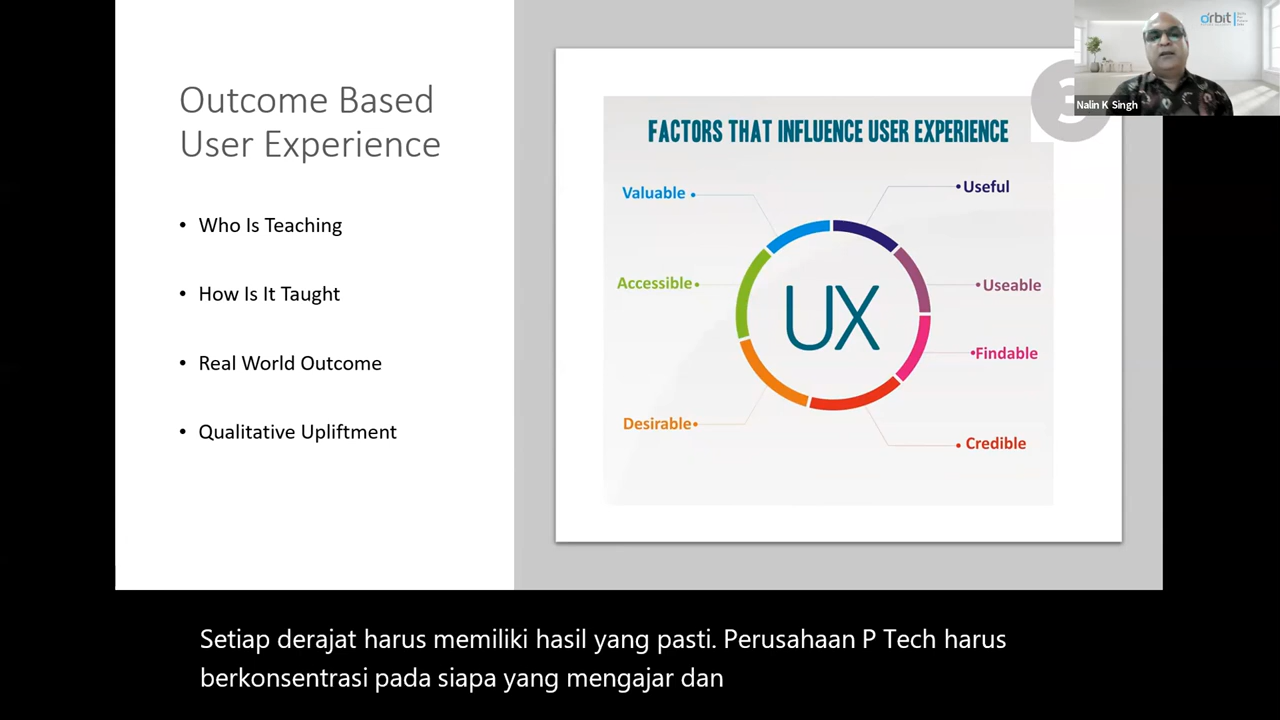 Outcome Based
User Experience
• Who Is Teaching
• How Is It Taught
• Real World Outcome
• Qualitative Upliftment
3
FACTORS THAT INFLUENCE USER EXPERIENCE
Valuable
Useful
Accessible
Useable
UX
Findable
Desirable
Credible
orbit
Nalin K Singh
Setiap derajat harus memiliki hasil yang pasti. Perusahaan P Tech harus
berkonsentrasi pada siapa yang mengajar dan